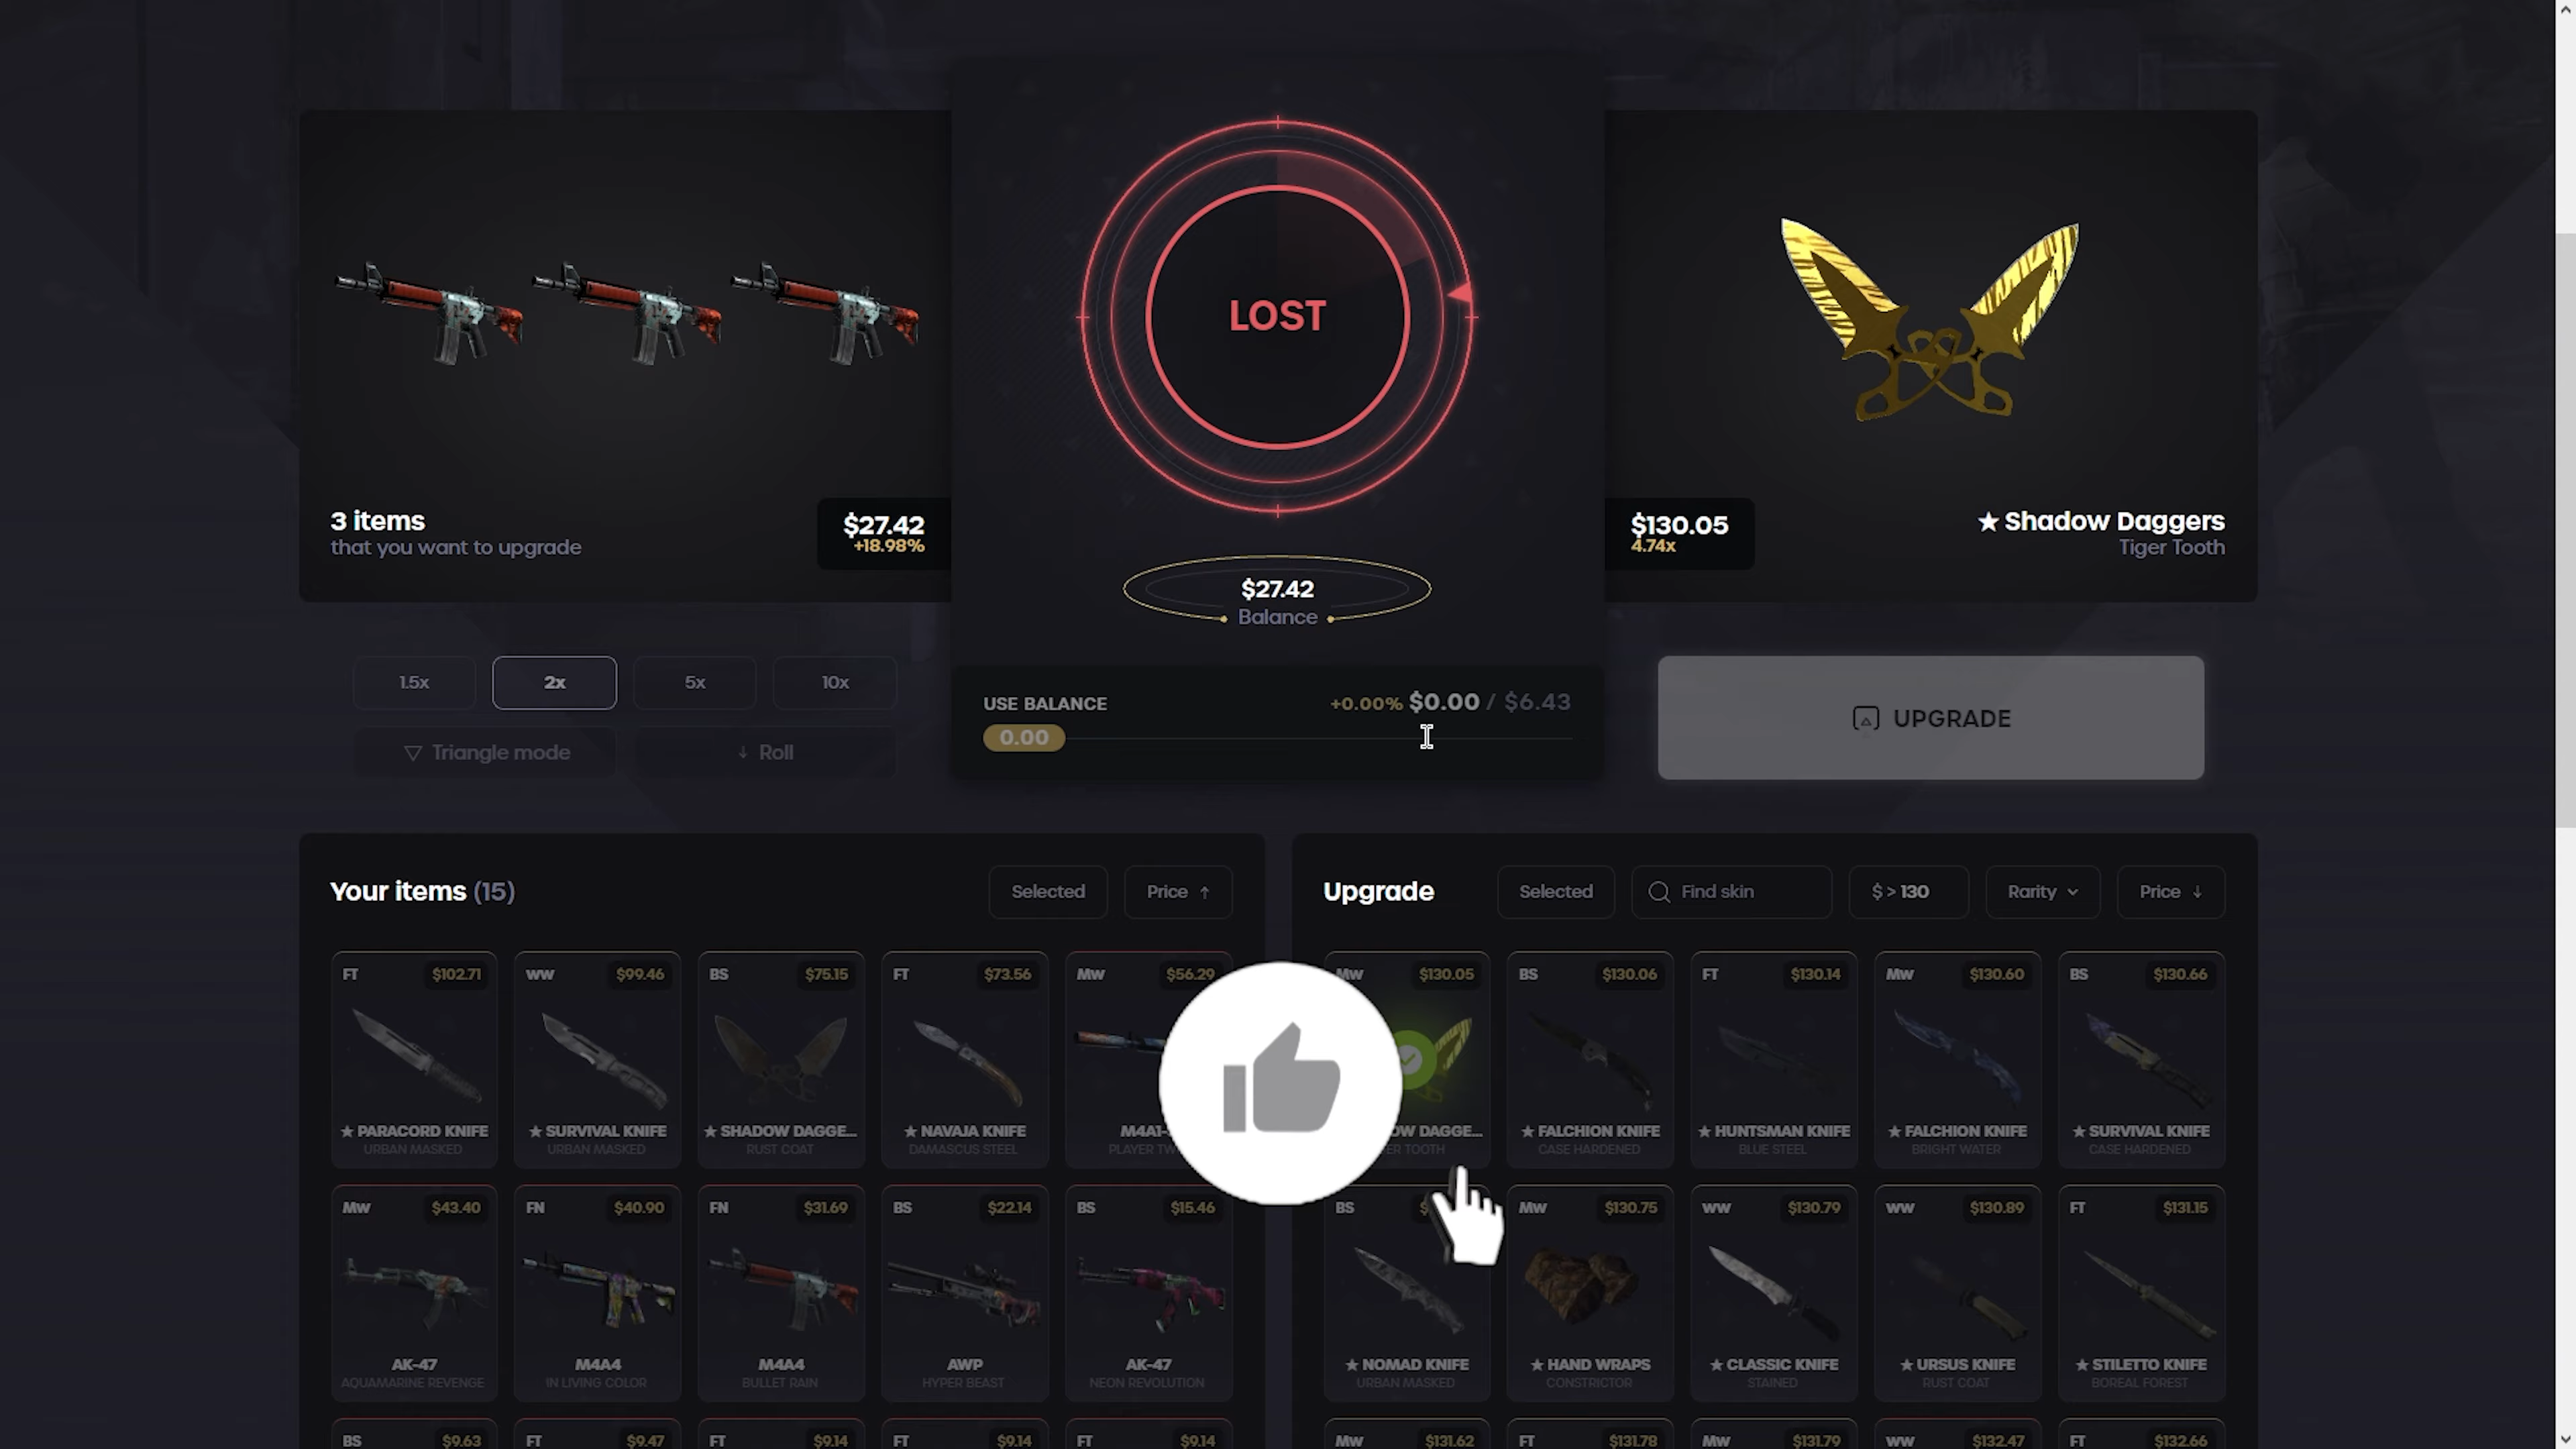 LOST
3 items
that you want to upgrade
$27.42
+18.98%
$130.05
4.74x
★ Shadow Daggers
Tiger Tooth
$27.42
Balance
1.5x
2x
5x
10x
Triangle mode
Roll
USE BALANCE
+0.00% $0.00 / $6.43
0.00
UPGRADE
Your items (15)
Selected
Price ↑
Upgrade
Selected
Find skin
$ > 130
Rarity
Price ↓
FT $102.71
★ PARACORD KNIFE
URBAN MASKED
WW $99.46
★ SURVIVAL KNIFE
URBAN MASKED
BS $75.15
★ SHADOW DAGGE...
RUST COAT
FT $73.56
★ NAVAJA KNIFE
DAMASCUS STEEL
MW $56.29
M4A1-
PLAYER TW
MW $130.05
OW DAGGE...
ER TOOTH
BS $130.06
★ FALCHION KNIFE
CASE HARDENED
FT $130.14
★ HUNTSMAN KNIFE
BLUE STEEL
MW $130.60
★ FALCHION KNIFE
BRIGHT WATER
BS $130.66
★ SURVIVAL KNIFE
CASE HARDENED
MW $43.40
AK-47
AQUAMARINE REVENGE
FN $40.90
M4A4
IN LIVING COLOR
FN $31.69
M4A4
BULLET RAIN
BS $22.14
AWP
HYPER BEAST
BS $15.46
AK-47
NEON REVOLUTION
BS $
★ NOMAD KNIFE
URBAN MASKED
MW $130.75
★ HAND WRAPS
CONSTRICTOR
WW $130.79
★ CLASSIC KNIFE
STAINED
WW $130.89
★ URSUS KNIFE
RUST COAT
FT $131.15
★ STILETTO KNIFE
BOREAL FOREST
BS $9.63
FT $9.47
FT $9.14
FT $9.14
FT $9.14
MW $131.62
FT $131.78
MW $131.79
WW $132.47
FT $132.66